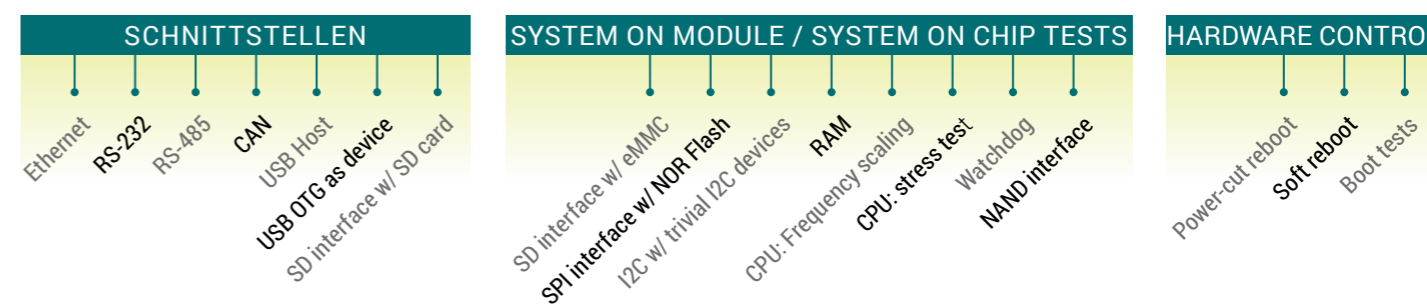 SCHNITTSTELLEN
Ethernet
RS-232
RS-485
CAN
USB Host
USB OTG as device
SD interface w/ SD card
SYSTEM ON MODULE / SYSTEM ON CHIP TESTS
SD interface w/ eMMC
SPI interface w/ NOR Flash
I2C w/ trivial I2C devices
RAM
CPU: Frequency scaling
CPU: stress test
Watchdog
NAND interface
HARDWARE CONTRO
Power-cut reboot
Soft reboot
Boot tests